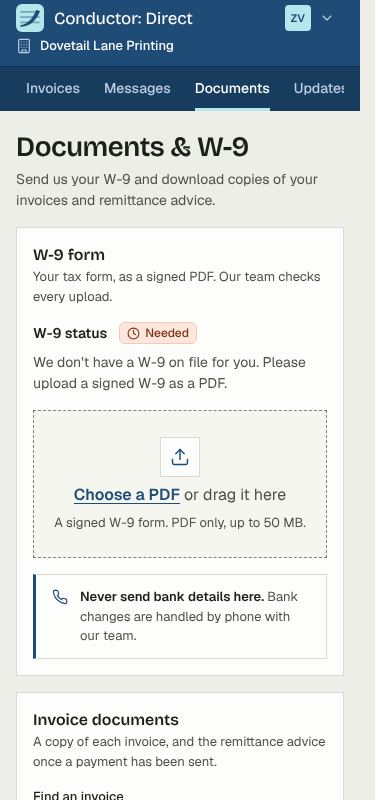 Conductor: Direct
ZV
Dovetail Lane Printing
Invoices Messages Documents Updates
Documents & W-9
Send us your W-9 and download copies of your
invoices and remittance advice.
W-9 form
Your tax form, as a signed PDF. Our team checks
every upload.
W-9 status Needed
We don't have a W-9 on file for you. Please
upload a signed W-9 as a PDF.
Choose a PDF or drag it here
A signed W-9 form. PDF only, up to 50 MB.
Never send bank details here. Bank
changes are handled by phone with
our team.
Invoice documents
A copy of each invoice, and the remittance advice
once a payment has been sent.
Find an invoice